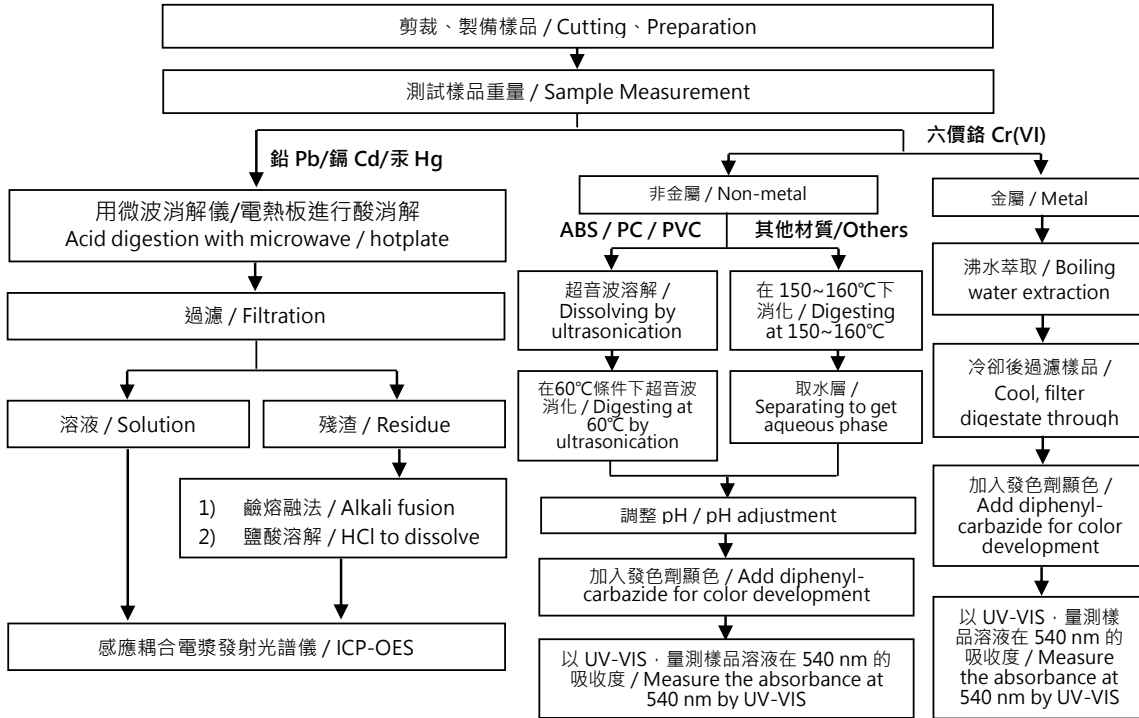 剪裁、製備樣品 / Cutting、Preparation
測試樣品重量 / Sample Measurement
鉛 Pb/鎘 Cd/汞 Hg
六價鉻 Cr(VI)
用微波消解儀/電熱板進行酸消解
Acid digestion with microwave / hotplate
過濾 / Filtration
溶液 / Solution
殘渣 / Residue
1) 鹼熔融法 / Alkali fusion
2) 鹽酸溶解 / HCl to dissolve
感應耦合電漿發射光譜儀 / ICP-OES
非金屬 / Non-metal
ABS / PC / PVC
其他材質/Others
超音波溶解 /
Dissolving by
ultrasonication
在60℃條件下超音波
消化 / Digesting at
60℃ by
ultrasonication
在 150~160℃下
消化 / Digesting
at 150~160℃
取水層 /
Separating to get
aqueous phase
調整 pH / pH adjustment
加入發色劑顯色 / Add diphenyl-
carbazide for color development
以 UV-VIS，量測樣品溶液在 540 nm 的
吸收度 / Measure the absorbance at
540 nm by UV-VIS
金屬 / Metal
沸水萃取 / Boiling
water extraction
冷卻後過濾樣品 /
Cool, filter
digestate through
加入發色劑顯色 /
Add diphenyl-
carbazide for color
development
以 UV-VIS，量測樣
品溶液在 540 nm 的
吸收度 / Measure
the absorbance at
540 nm by UV-VIS